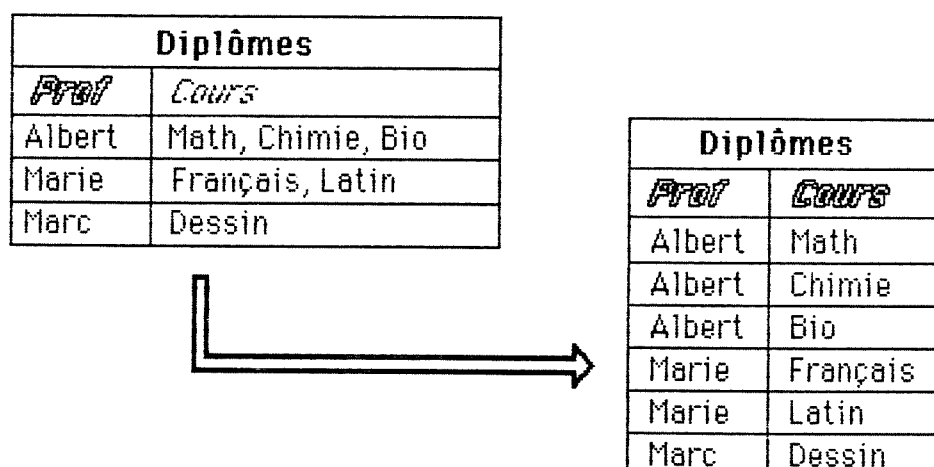 Diplômes
Prof Cours
Albert Math, Chimie, Bio
Marie Français, Latin
Marc Dessin
Diplômes
Prof Cours
Albert Math
Albert Chimie
Albert Bio
Marie Français
Marie Latin
Marc Dessin